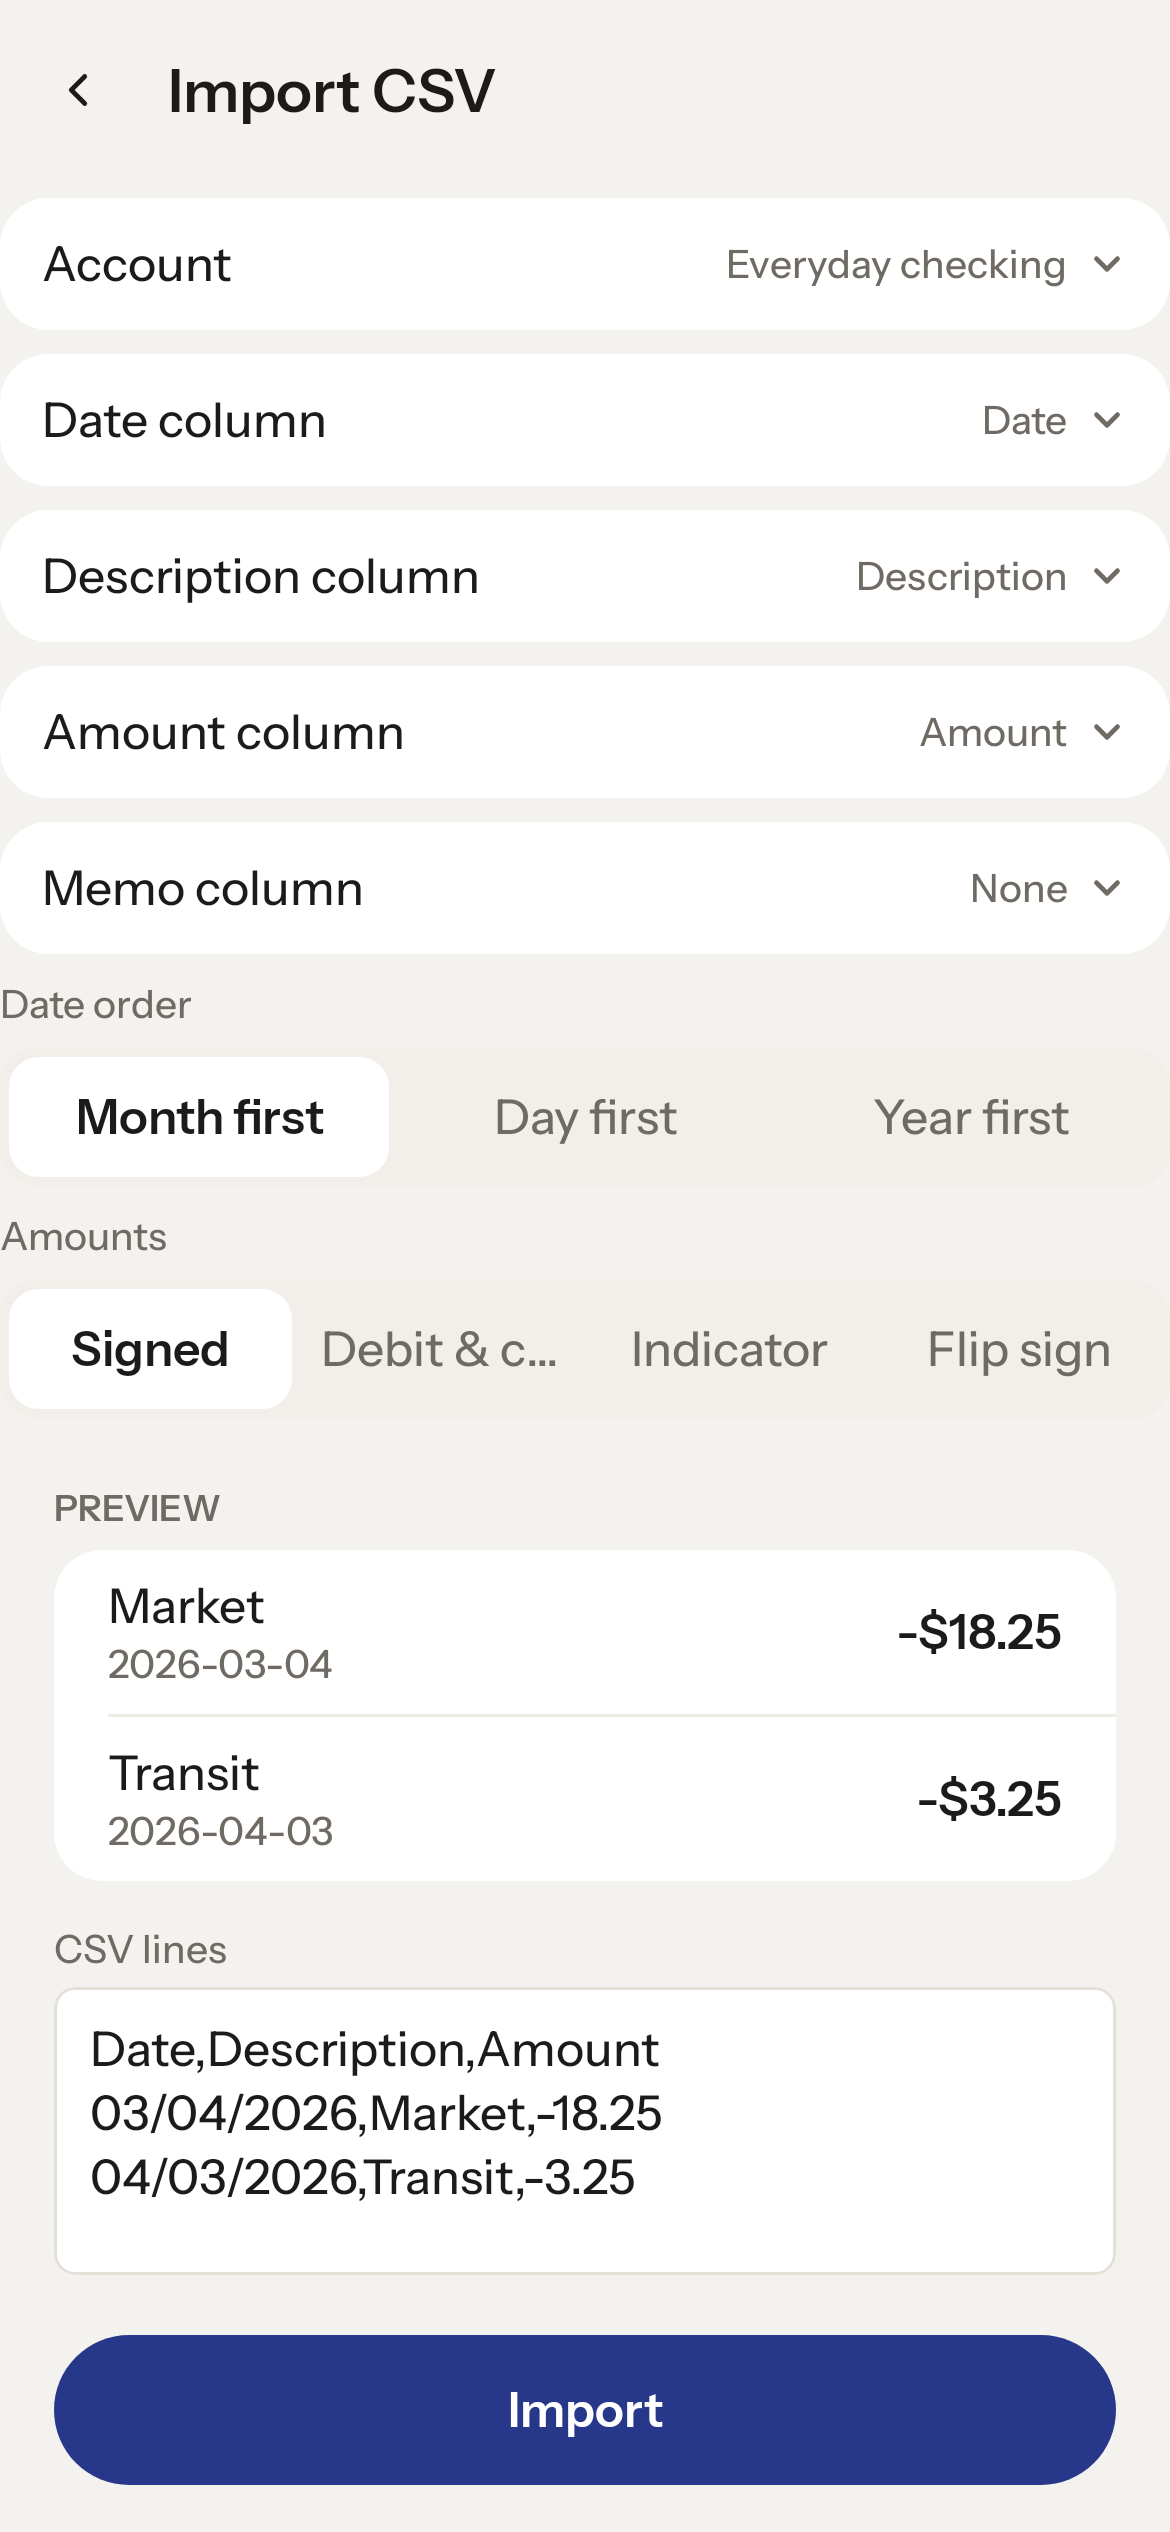 Import CSV
Account
Everyday checking
Date column
Date
Description column
Description
Amount column
Amount
Memo column
None
Date order
Month first
Day first
Year first
Amounts
Signed
Debit & c...
Indicator
Flip sign
PREVIEW
Market
2026-03-04
-$18.25
Transit
2026-04-03
-$3.25
CSV lines
Date,Description,Amount
03/04/2026,Market,-18.25
04/03/2026,Transit,-3.25
Import